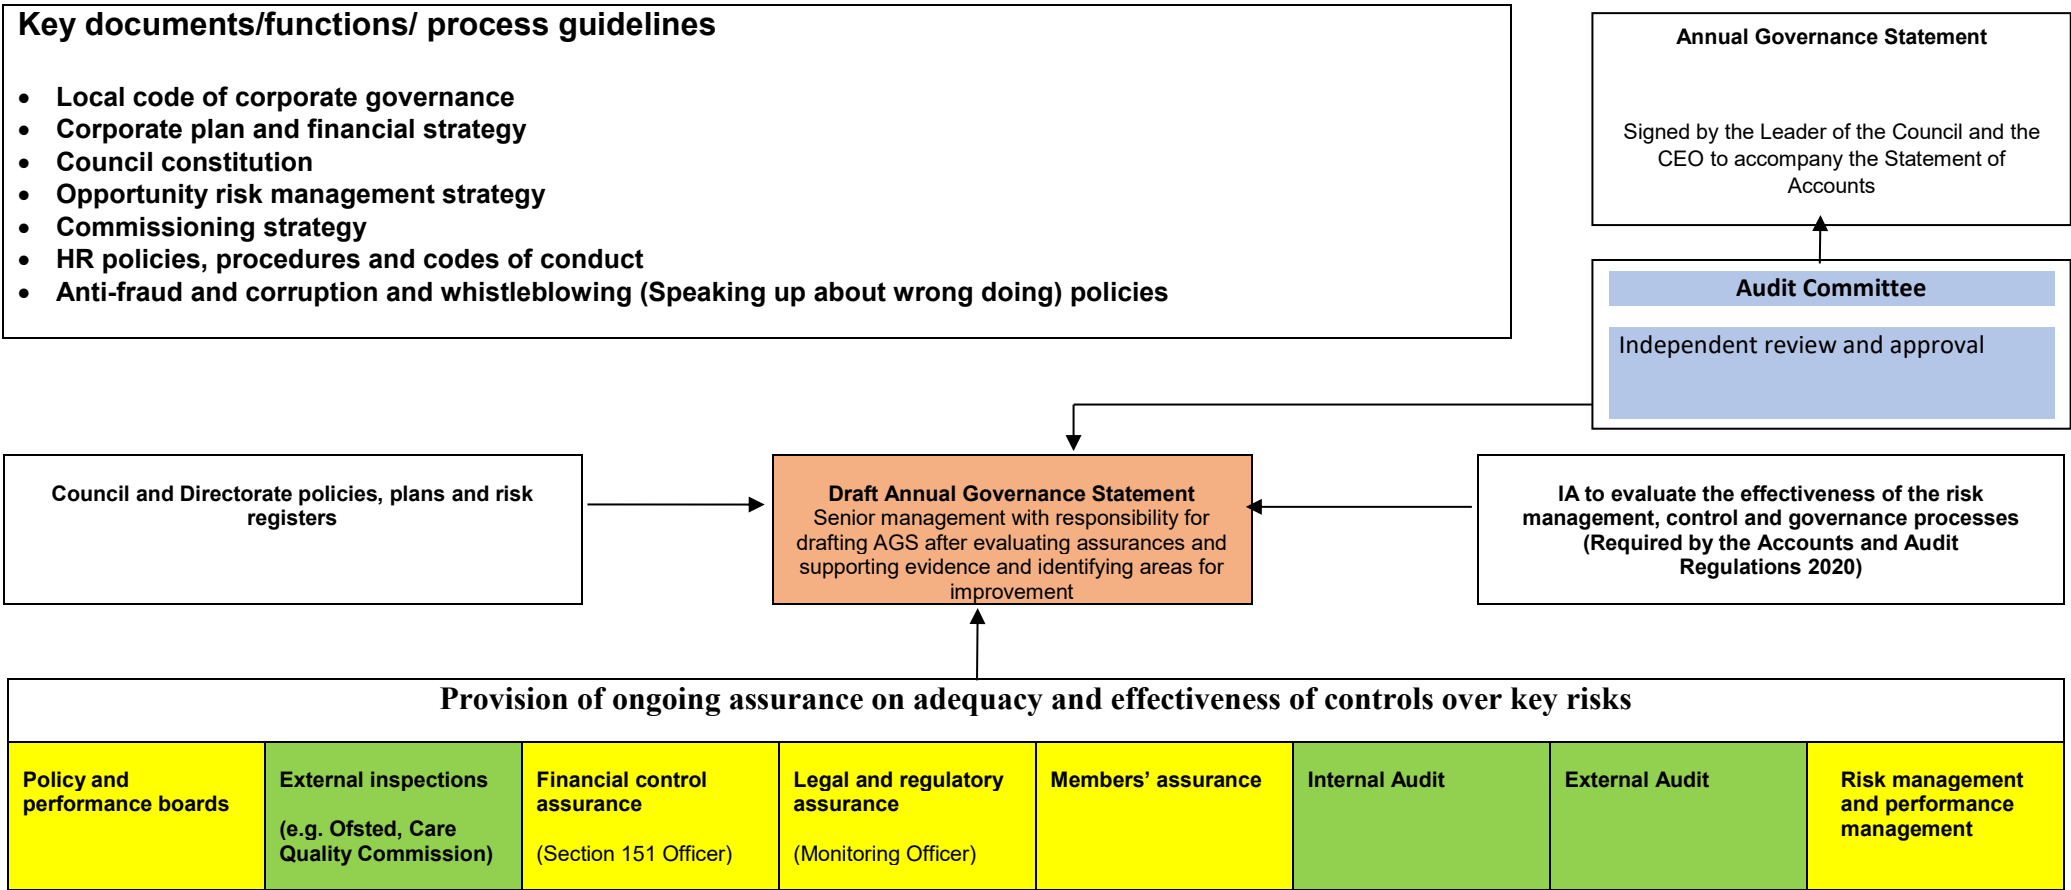 Key documents/functions/ process guidelines
• Local code of corporate governance
• Corporate plan and financial strategy
• Council constitution
• Opportunity risk management strategy
• Commissioning strategy
• HR policies, procedures and codes of conduct
• Anti-fraud and corruption and whistleblowing (Speaking up about wrong doing) policies
Annual Governance Statement
Signed by the Leader of the Council and the
CEO to accompany the Statement of
Accounts
Audit Committee
Independent review and approval
Council and Directorate policies, plans and risk
registers
Draft Annual Governance Statement
Senior management with responsibility for
drafting AGS after evaluating assurances and
supporting evidence and identifying areas for
improvement
IA to evaluate the effectiveness of the risk
management, control and governance processes
(Required by the Accounts and Audit
Regulations 2020)
Provision of ongoing assurance on adequacy and effectiveness of controls over key risks
Policy and
performance boards
External inspections
(e.g. Ofsted, Care
Quality Commission)
Financial control
assurance
(Section 151 Officer)
Legal and regulatory
assurance
(Monitoring Officer)
Members’ assurance
Internal Audit
External Audit
Risk management
and performance
management